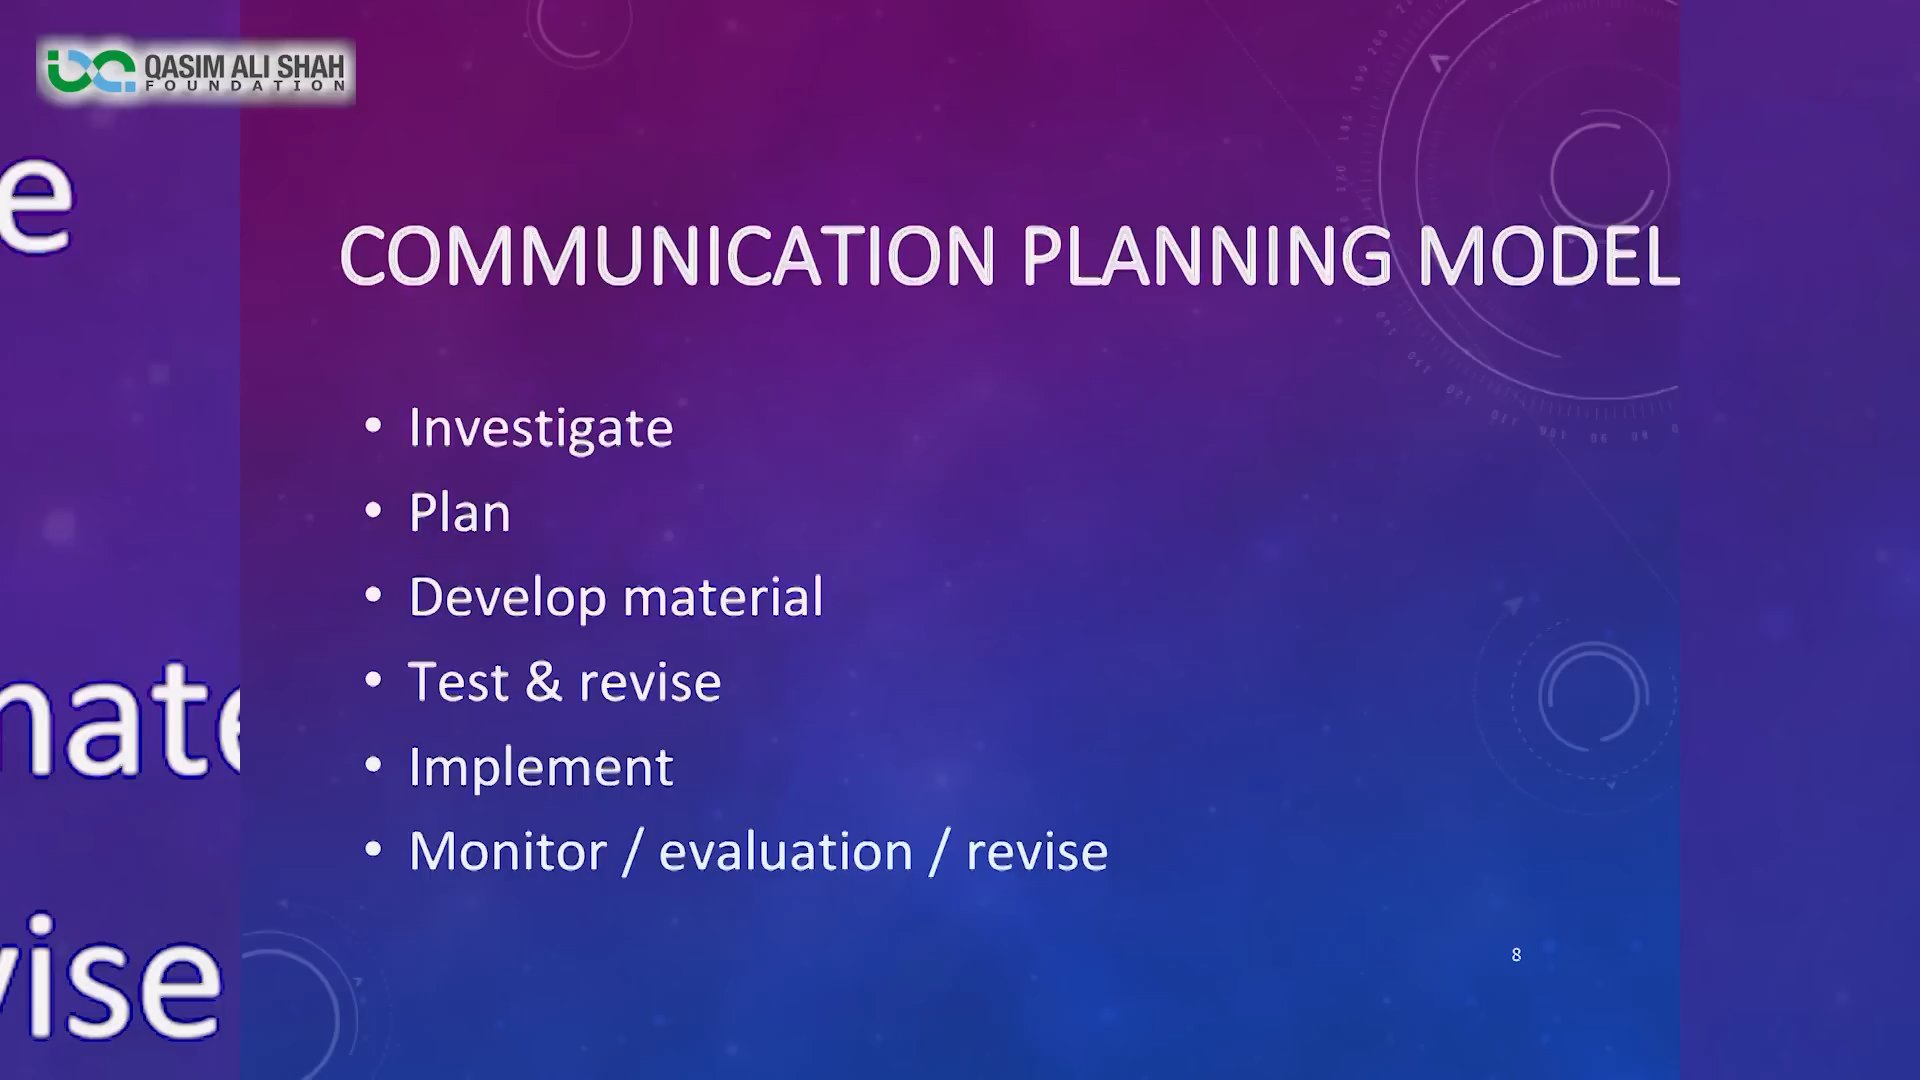 QASIM ALI SHAH
FOUNDATION
COMMUNICATION PLANNING MODEL
• Investigate
• Plan
• Develop material
• Test & revise
• Implement
• Monitor / evaluation / revise
8